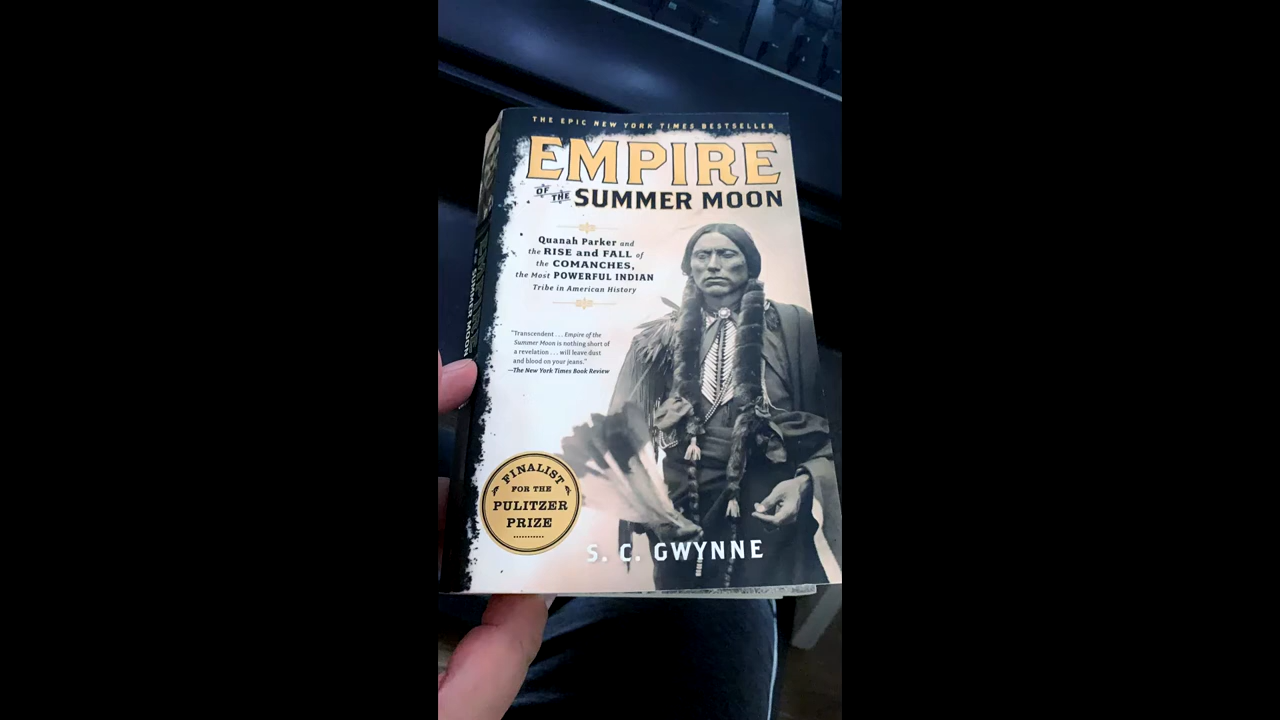 THE EPIC NEW YORK TIMES BESTSELLER
EMPIRE
OF THE SUMMER MOON
Quanah Parker and
the RISE and FALL of
the COMANCHES,
the Most POWERFUL INDIAN
Tribe in American History
"Transcendent . . . Empire of the
Summer Moon is nothing short of
a revelation . . . will leave dust
and blood on your jeans."
—The New York Times Book Review
FINALIST
FOR THE
PULITZER
PRIZE
S. C. GWYNNE
SUMMER MOON